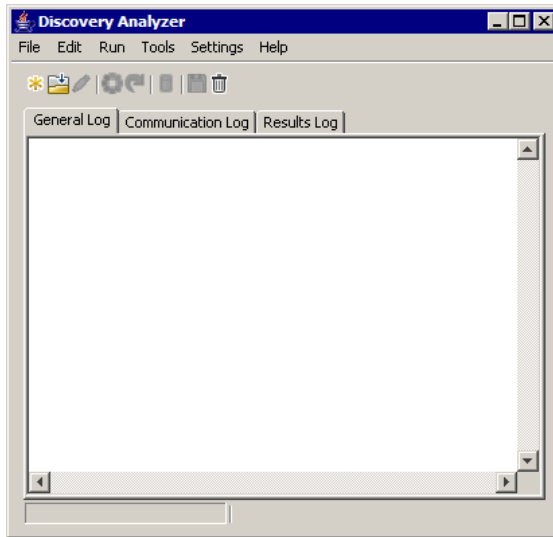 Discovery Analyzer
File Edit Run Tools Settings Help
General Log Communication Log Results Log